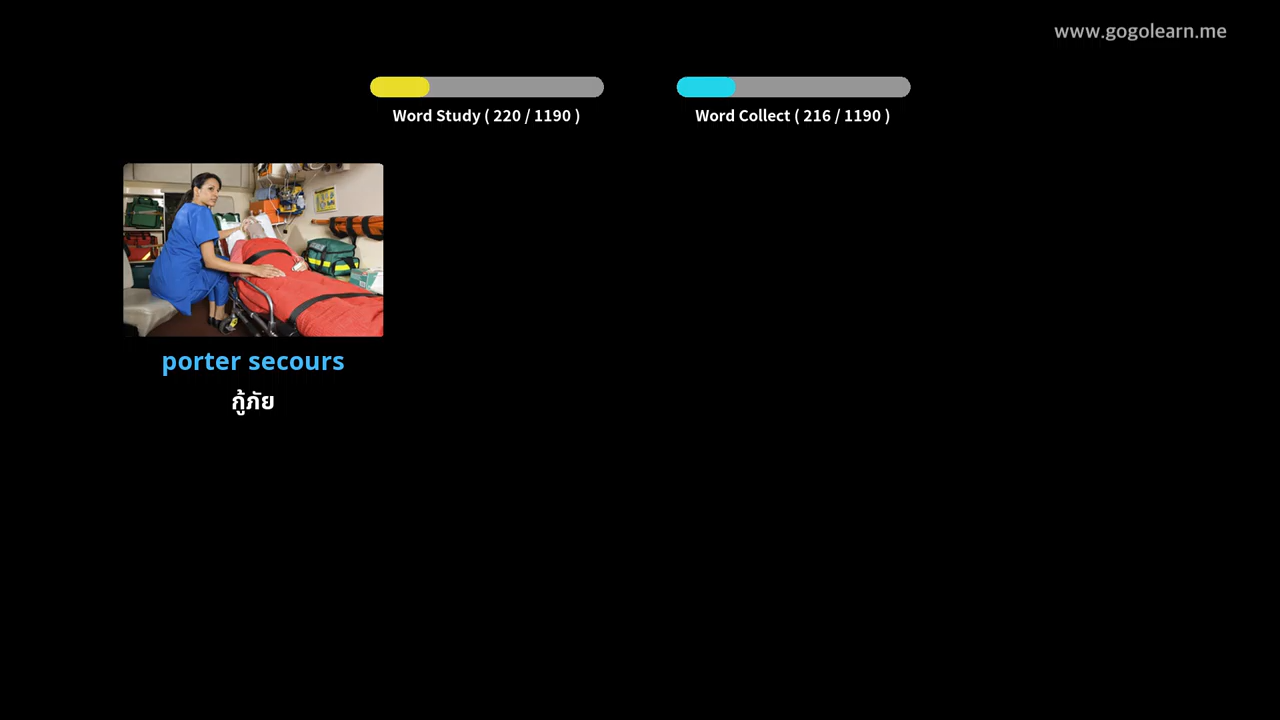 www.gogolearn.me
Word Study ( 220 / 1190 )
Word Collect ( 216 / 1190 )
porter secours
กู้ภัย